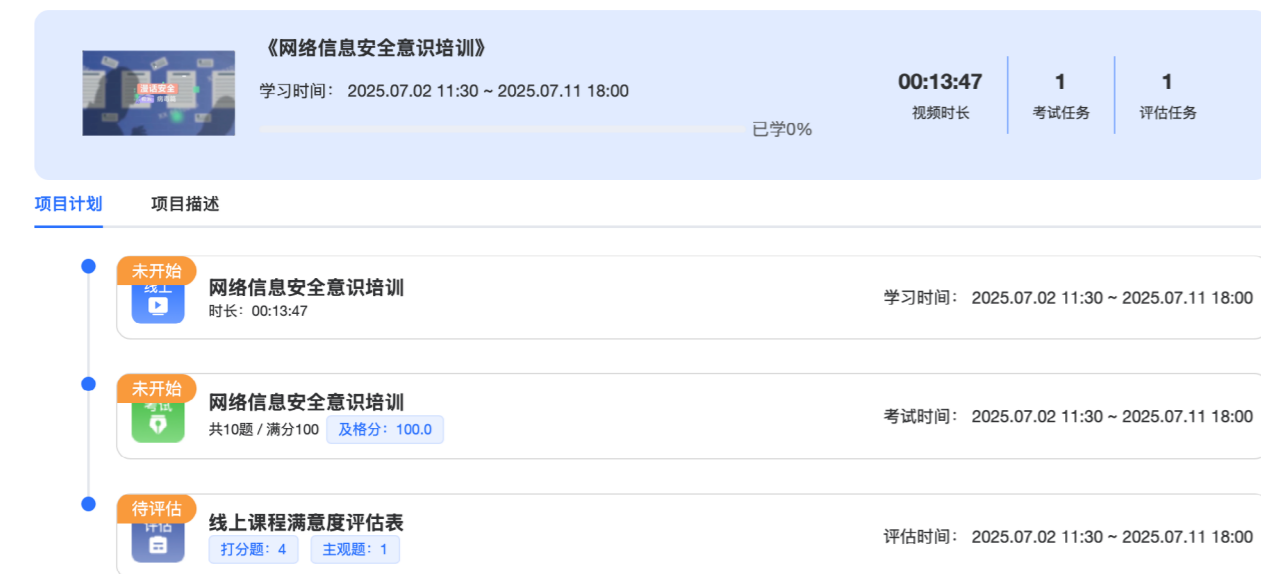 《网络信息安全意识培训》
学习时间： 2025.07.02 11:30 ~ 2025.07.11 18:00
已学0%
00:13:47
视频时长
1
考试任务
1
评估任务
项目计划 项目描述
未开始
线上
网络信息安全意识培训
时长：00:13:47
学习时间： 2025.07.02 11:30 ~ 2025.07.11 18:00
未开始
考试
网络信息安全意识培训
共10题 / 满分100 及格分：100.0
考试时间： 2025.07.02 11:30 ~ 2025.07.11 18:00
待评估
评估
线上课程满意度评估表
打分题：4 主观题：1
评估时间： 2025.07.02 11:30 ~ 2025.07.11 18:00